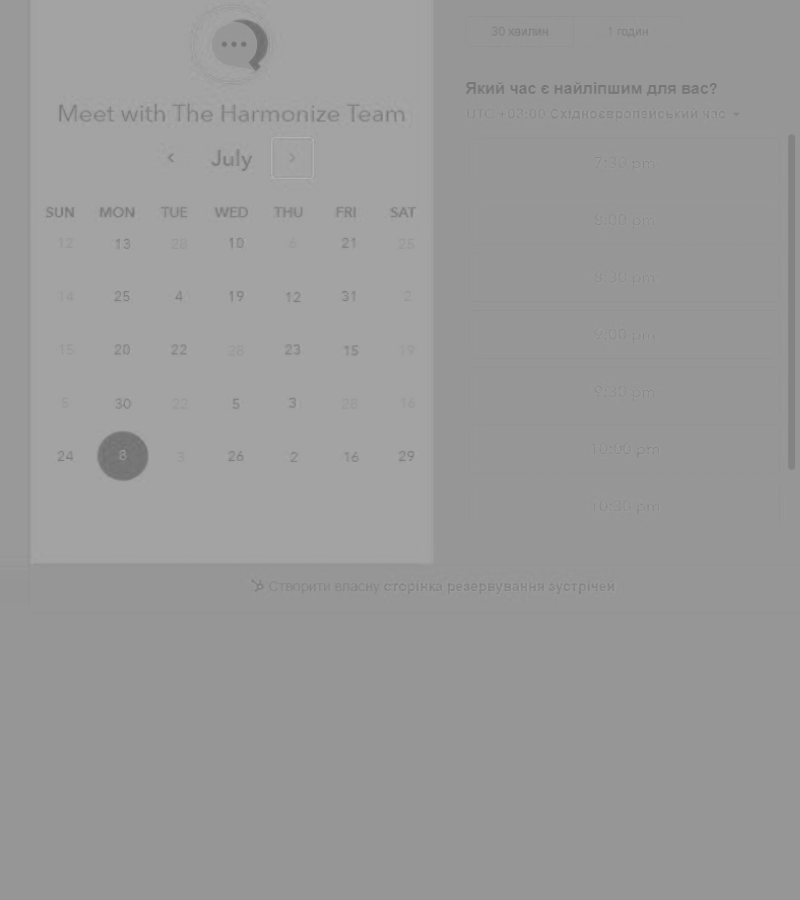 Meet with The Harmonize Team
‹ July ›
SUN MON TUE WED THU FRI SAT
12 13 20 10 6 21 25
14 25 4 19 12 31 2
15 20 22 28 23 15 19
5 30 22 5 3 28 16
24 8 3 26 2 16 29
30 хвилин 1 годин
Який час є найліпшим для вас?
UTC +03:00 Східноєвропейський час
7:30 pm
8:00 pm
8:30 pm
9:00 pm
9:30 pm
10:00 pm
10:30 pm
Створити власну сторінка резервування зустрічей